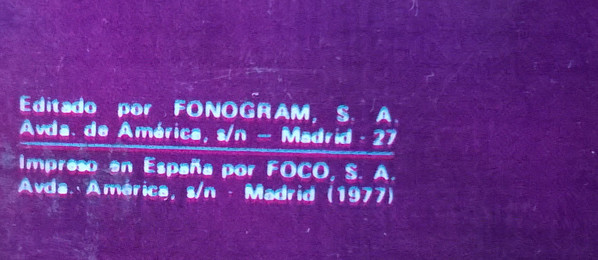 Editado por FONOGRAM, S. A.
Avda. de América, s/n – Madrid - 27
Impreso en España por FOCO, S. A.
Avda. América, s/n - Madrid (1977)